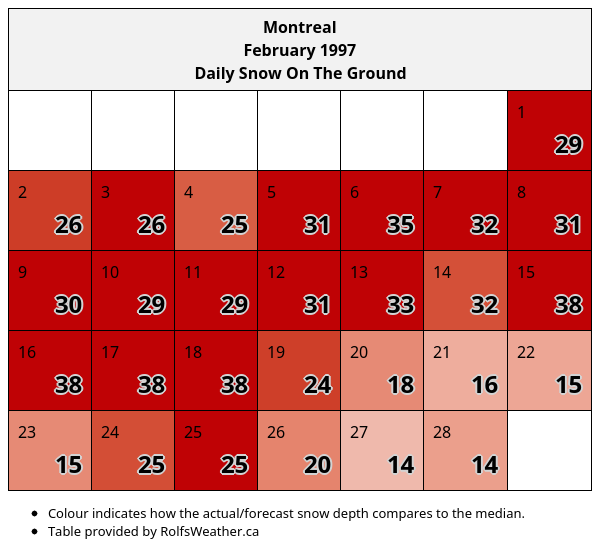 Montreal
February 1997
Daily Snow On The Ground
1
29
2 3 4 5 6 7 8
26 26 25 31 35 32 31
9 10 11 12 13 14 15
30 29 29 31 33 32 38
16 17 18 19 20 21 22
38 38 38 24 18 16 15
23 24 25 26 27 28
15 25 25 20 14 14
• Colour indicates how the actual/forecast snow depth compares to the median.
• Table provided by RolfsWeather.ca